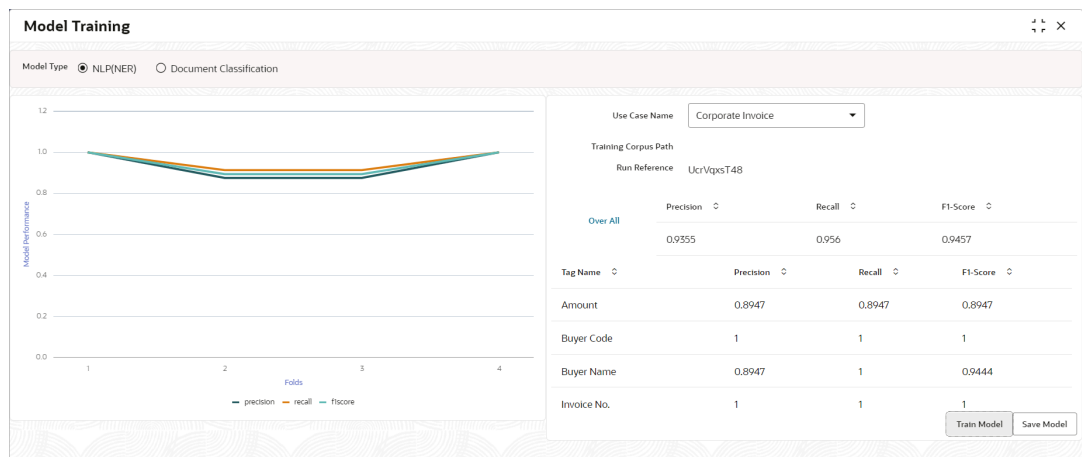 Model Training
Model Type NLP(NER) Document Classification
1.2
1.0
0.8
0.6
0.4
0.2
0.0
Model Performance
1 2 3 4
Folds
precision recall f1score
Use Case Name Corporate Invoice
Training Corpus Path
Run Reference UcrVqxsT48
Over All
Precision Recall F1-Score
0.9355 0.956 0.9457
Tag Name Precision Recall F1-Score
Amount 0.8947 0.8947 0.8947
Buyer Code 1 1 1
Buyer Name 0.8947 1 0.9444
Invoice No. 1 1 1
Train Model Save Model